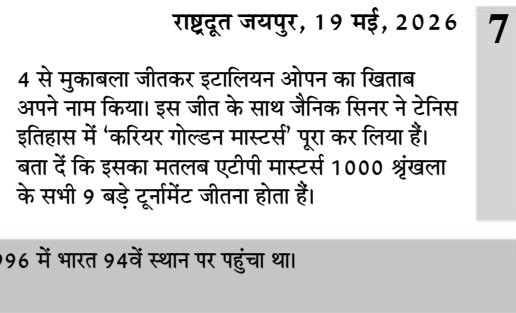 राष्ट्रदूत जयपुर, 19 मई, 2026 7
4 से मुकाबला जीतकर इटालियन ओपन का खिताब
अपने नाम किया। इस जीत के साथ जैनिक सिनर ने टेनिस
इतिहास में ‘करियर गोल्डन मास्टर्स’ पूरा कर लिया हैं।
बता दें कि इसका मतलब एटीपी मास्टर्स 1000 श्रृंखला
के सभी 9 बड़े टूर्नामेंट जीतना होता हैं।
996 में भारत 94वें स्थान पर पहुंचा था।